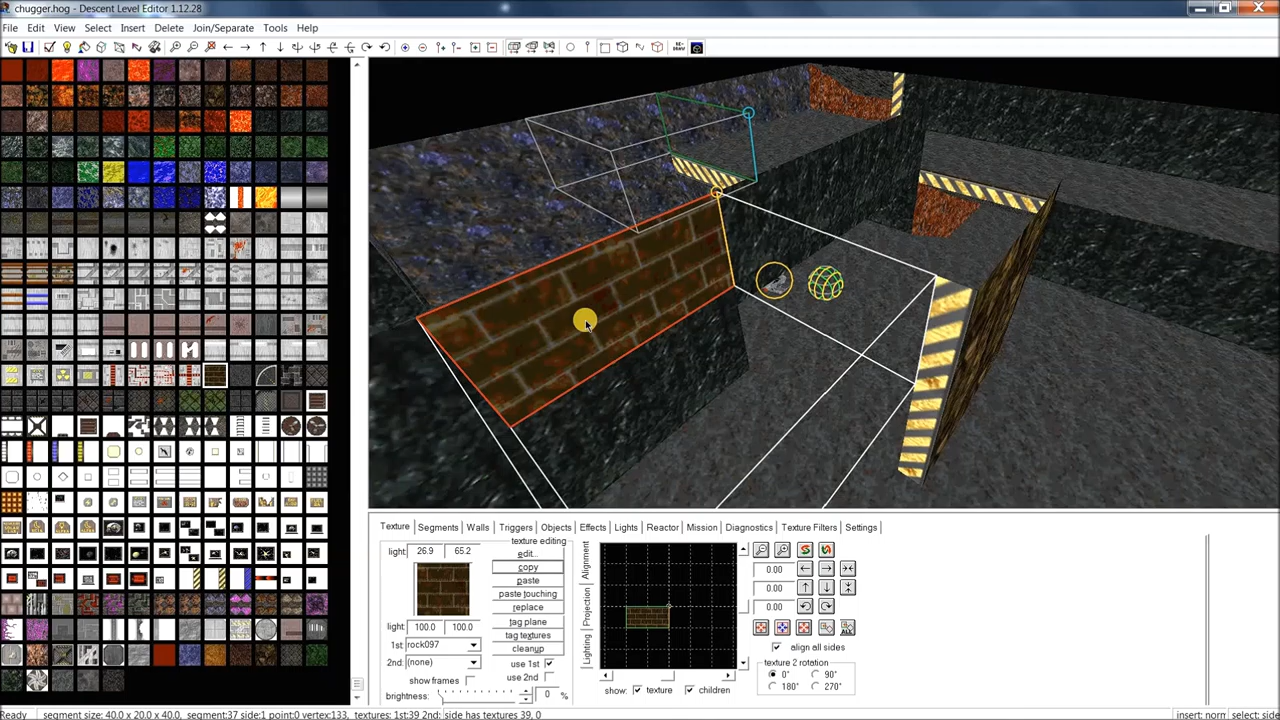 chugger.hog - Descent Level Editor 1.12.28
File Edit View Select Insert Delete Join/Separate Tools Help
RE-DRAW
Texture Segments Walls Triggers Objects Effects Lights Reactor Mission Diagnostics Texture Filters Settings
light: 26.9 65.2
texture editing
edit...
copy
paste
paste touching
replace
tag plane
tag textures
cleanup
light 100.0 100.0
1st: rock097
2nd: (none)
use 1st
use 2nd
show frames
brightness: 0 %
Alignment
Projection
Lighting
show: texture children
0.00
0.00
0.00
ALL
align all sides
texture 2 rotation
0° 90°
180° 270°
Ready segment size: 40.0 x 20.0 x 40.0, segment:37 side:1 point:0 vertex:133, textures: 1st:39 2nd: side has textures 39, 0
insert: norm select: side